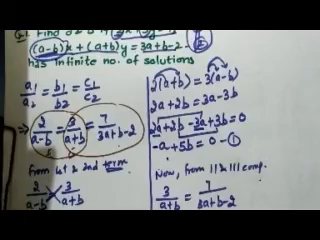 Find
(a-b)x + (a+b)y = 3a+b-2
has infinite no. of solutions
a₁/a₂ = b₁/b₂ = c₁/c₂
⇒ 2/(a-b) = 3/(a+b) = 7/(3a+b-2)
from Ist & 2nd term
2/(a-b) 3/(a+b)
2(a+b) = 3(a-b)
2a+2b = 3a-3b
2a+2b-3a+3b=0
-a+5b=0 -①
Now, from II & III comp.
3/(a+b) = 7/(3a+b-2)